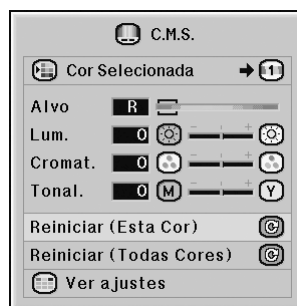 C.M.S.
Cor Selecionada 1
Alvo R
Lum. 0
Cromat. 0
Tonal. 0 M Y
Reiniciar (Esta Cor)
Reiniciar (Todas Cores)
Ver ajustes